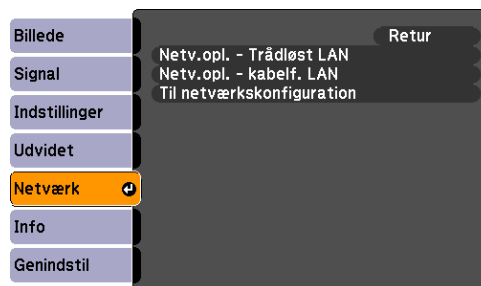 Billede
Signal
Indstillinger
Udvidet
Netværk
Info
Genindstil
Retur
Netv.opl. - Trådløst LAN
Netv.opl. - kabelf. LAN
Til netværkskonfiguration